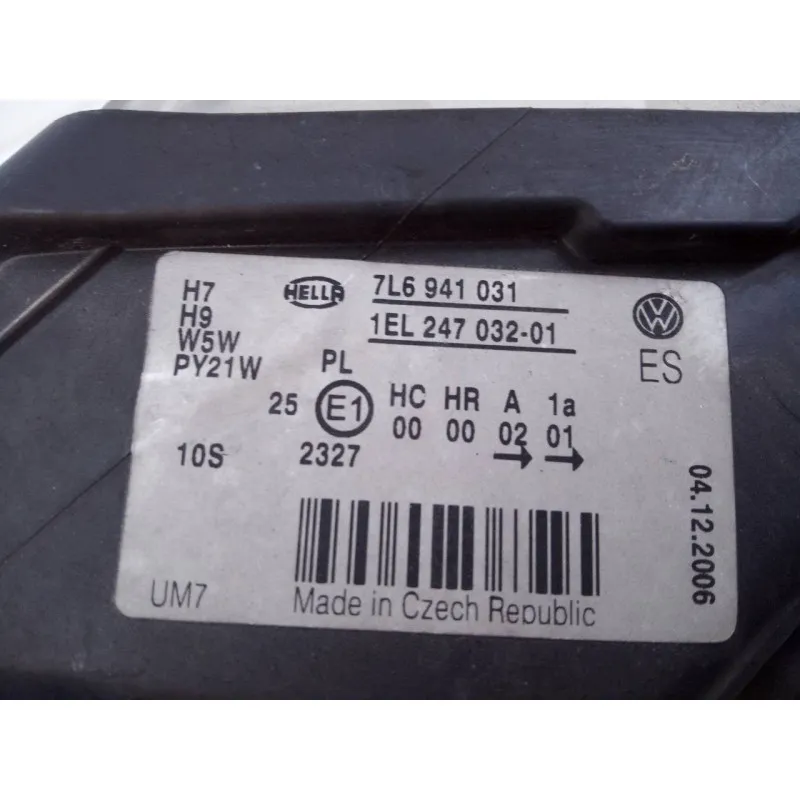 H7
H9
W5W
PY21W
HELLA
7L6 941 031
1EL 247 032-01
VW
ES
PL
25 E1 HC HR A 1a
00 00 02 01
→ →
10S 2327
04.12.2006
UM7
Made in Czech Republic